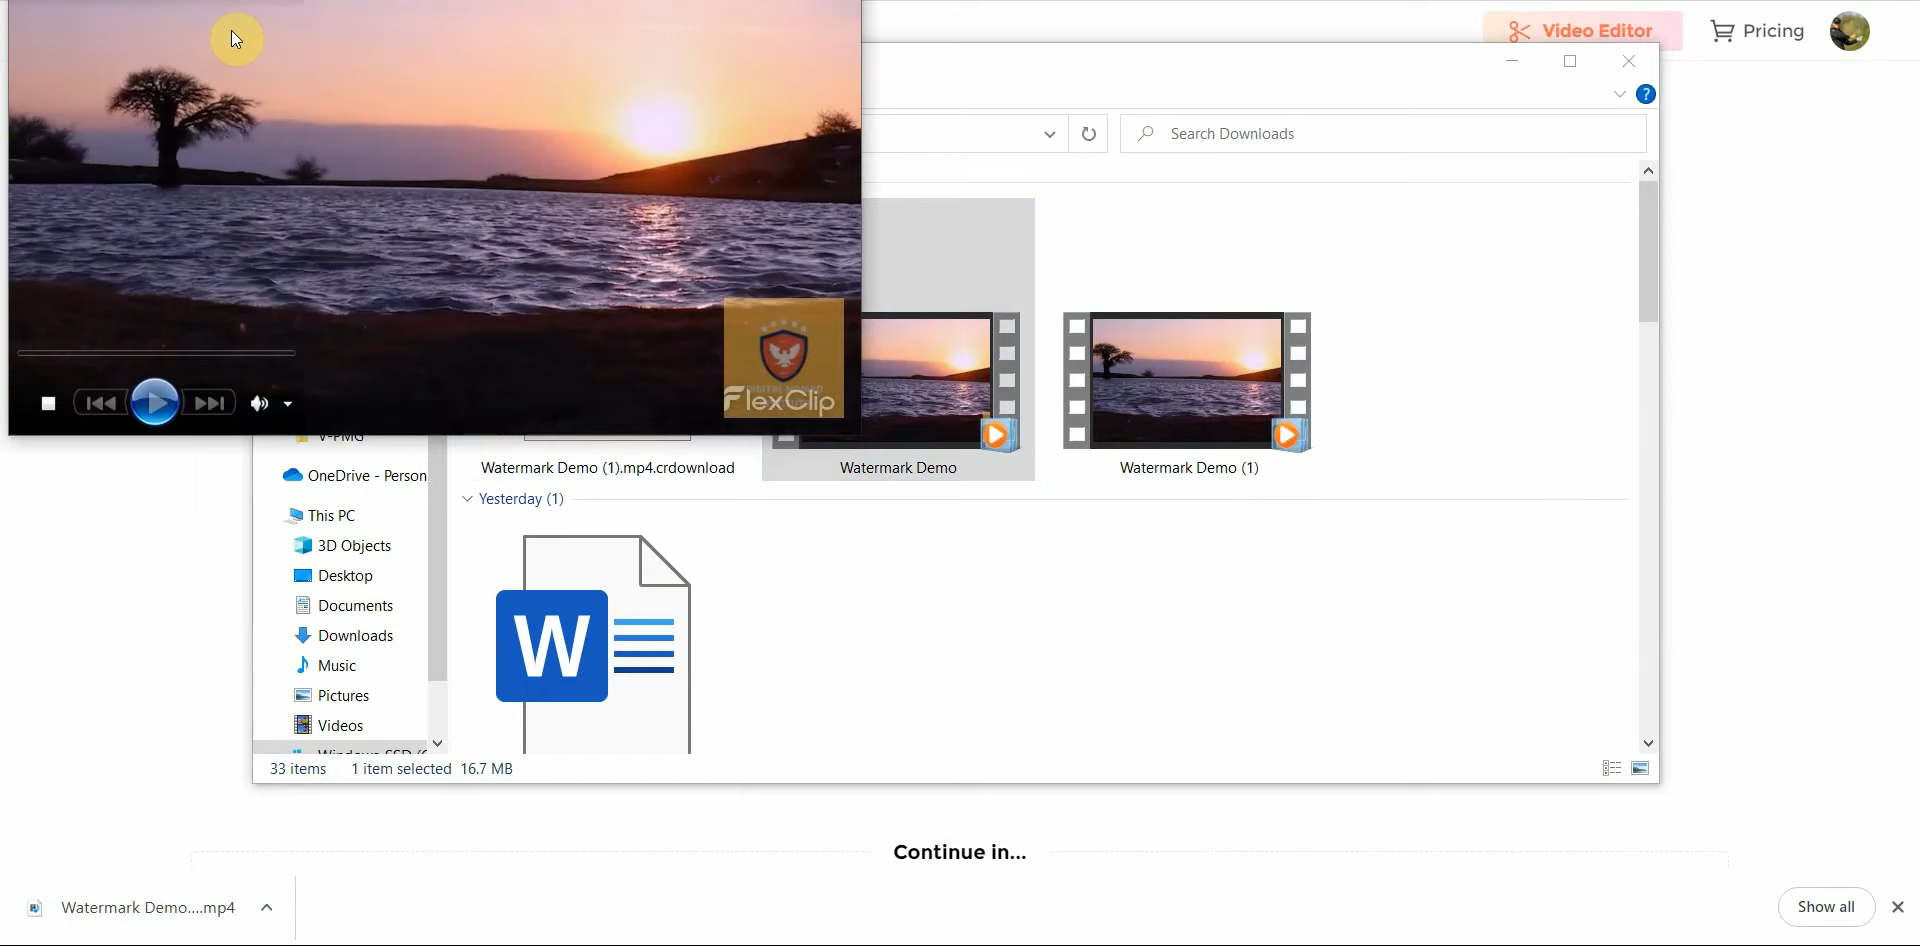 Video Editor
Pricing
?
Search Downloads
FlexClip
V-PMG
Watermark Demo (1).mp4.crdownload
Watermark Demo
Watermark Demo (1)
OneDrive - Person
Yesterday (1)
This PC
3D Objects
Desktop
Documents
Downloads
Music
Pictures
Videos
W
33 items
1 item selected
16.7 MB
Continue in...
Watermark Demo....mp4
Show all